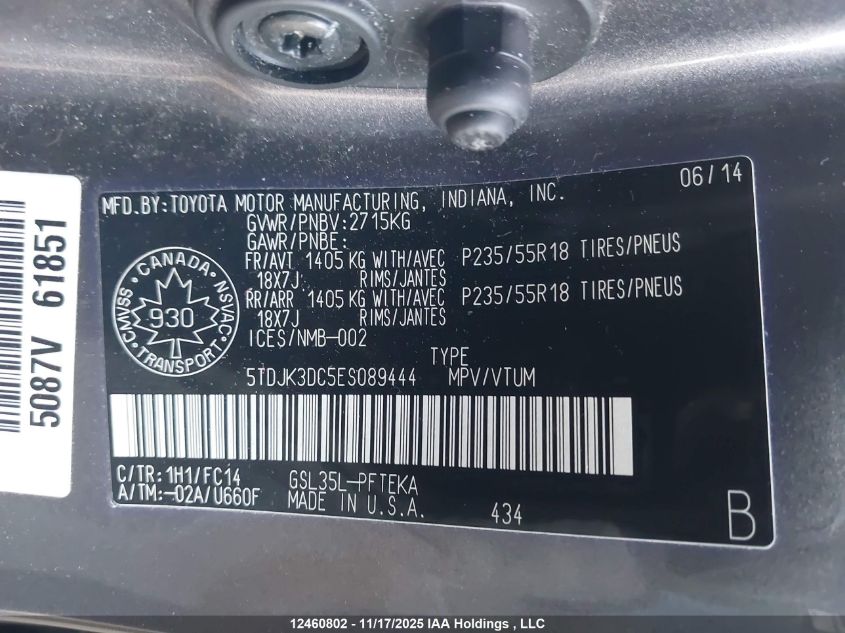 MFD.BY:TOYOTA MOTOR MANUFACTURING, INDIANA, INC. 06/14
GVWR/PNBV:2715KG
GAWR/PNBE:
FR/AVT 1405 KG WITH/AVEC P235/55R18 TIRES/PNEUS
18X7J RIMS/JANTES
RR/ARR 1405 KG WITH/AVEC P235/55R18 TIRES/PNEUS
18X7J RIMS/JANTES
ICES/NMB-002
CANADA
CMVSS NSVAC
930
TRANSPORT
TYPE
5TDJK3DC5ES089444 MPV/VTUM
C/TR:1H1/FC14 GSL35L-PFTEKA
A/TM:-02A/U660F MADE IN U.S.A. 434 B
5087V 61851
12460802 - 11/17/2025 IAA Holdings , LLC